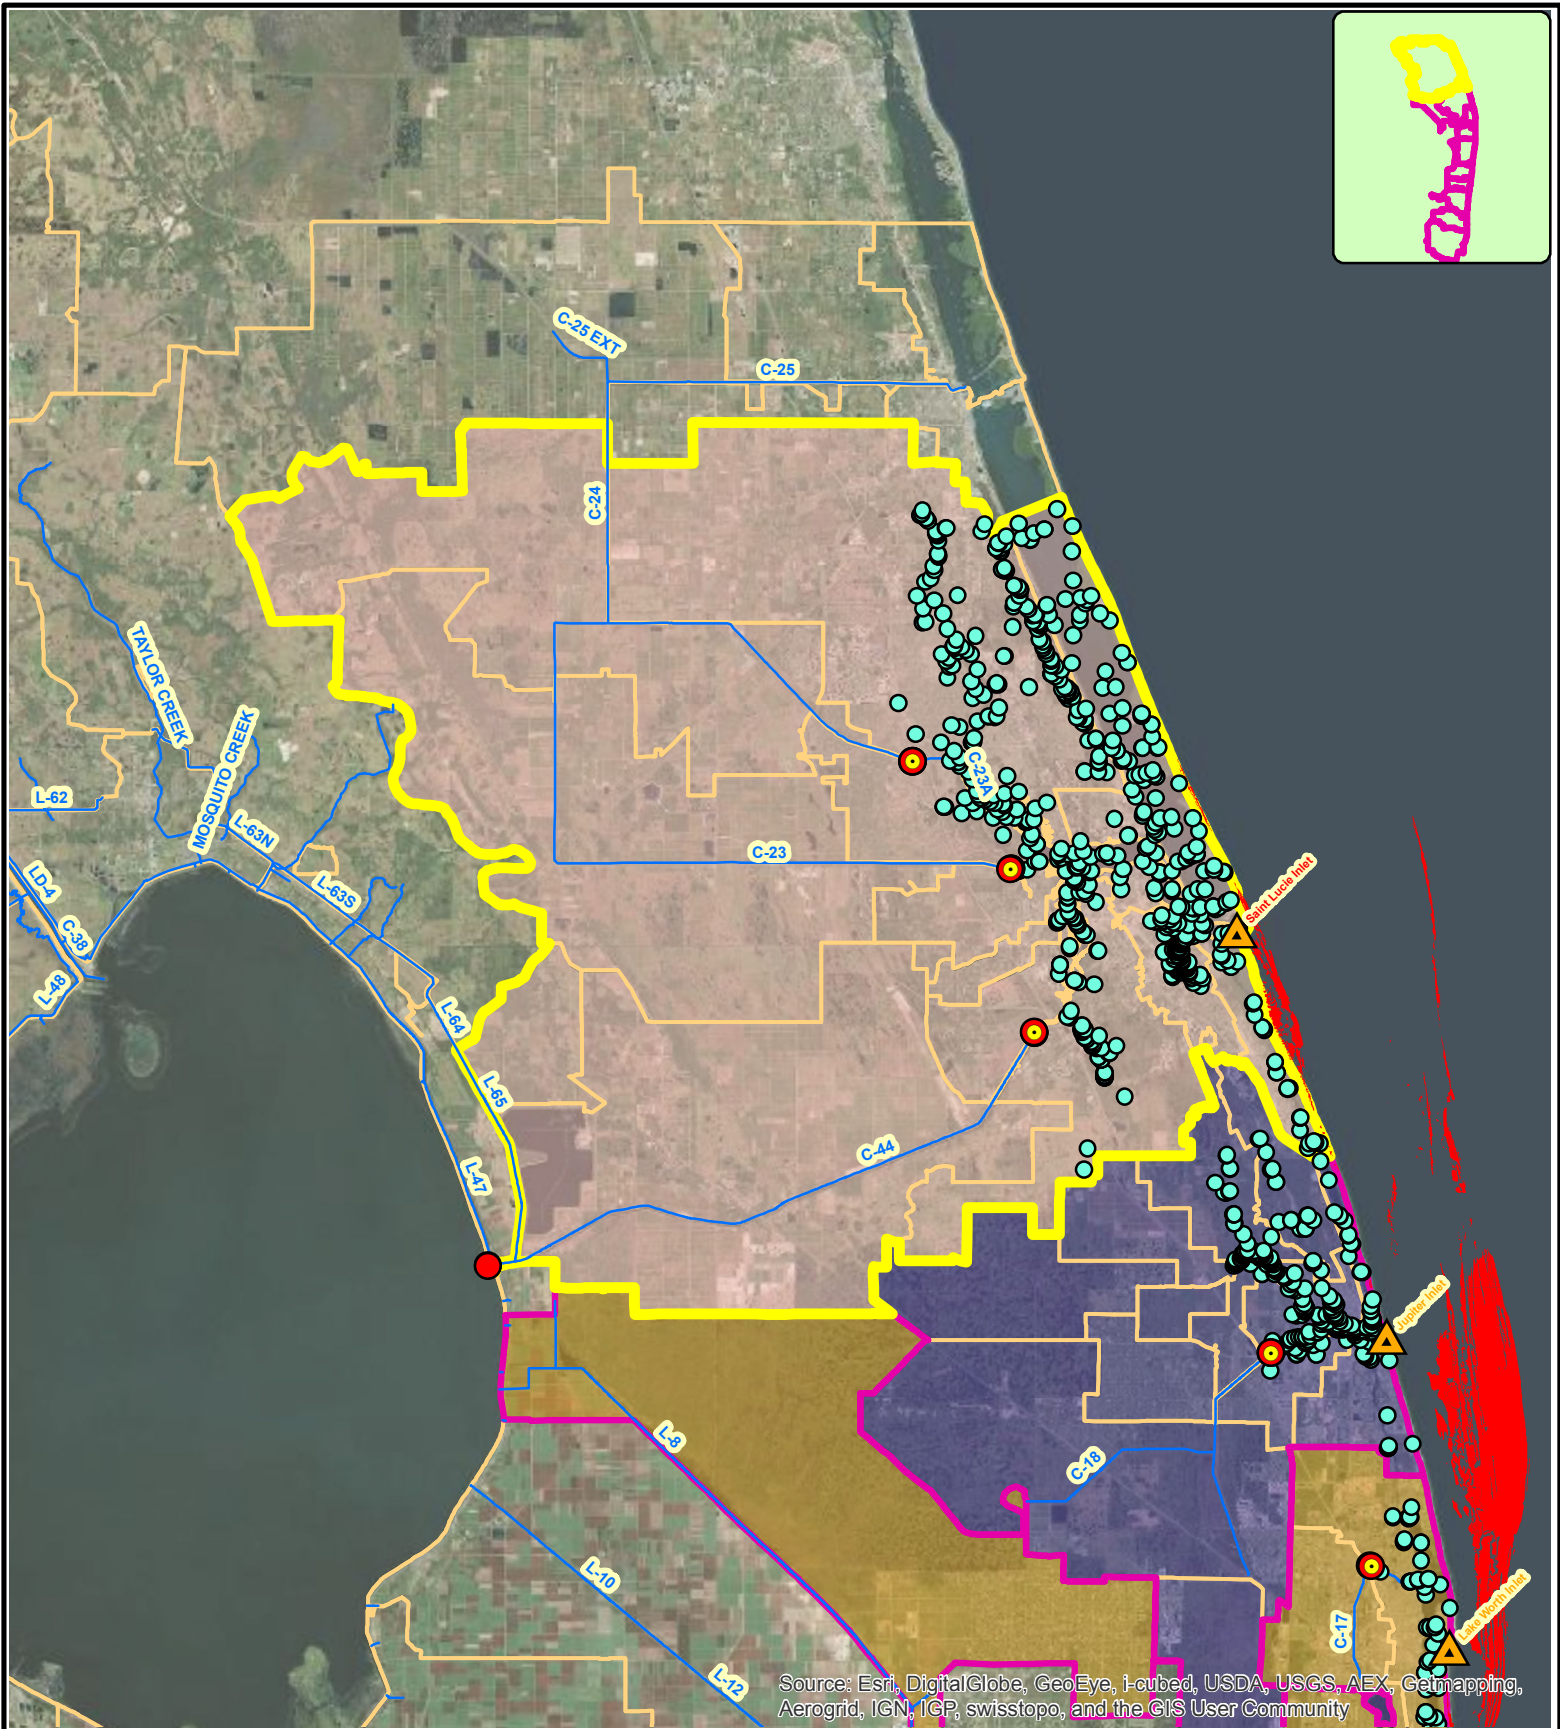 C-25 EXT
C-25
C-24
TAYLOR CREEK
MOSQUITO CREEK
L-62
L-63N
L-63S
LD-4
C-38
L-48
C-23A
C-23
Saint Lucie Inlet
L-64
L-65
L-47
C-44
Jupiter Inlet
L-8
C-18
L-10
L-12
C-17
Lake Worth Inlet
Source: Esri, DigitalGlobe, GeoEye, i-cubed, USDA, USGS, AEX, Getmapping,
Aerogrid, IGN, IGP, swisstopo, and the GIS User Community